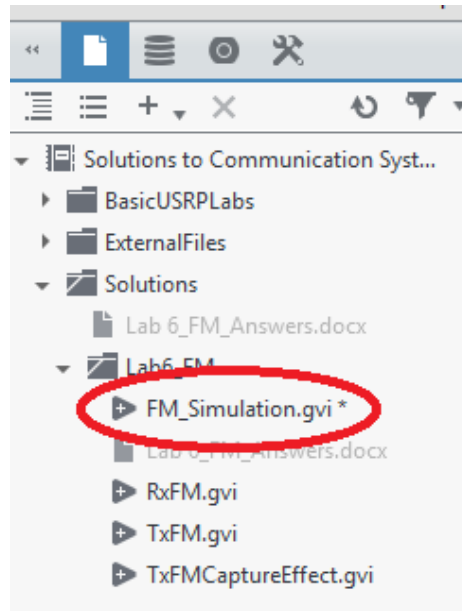 Solutions to Communication Syst...
BasicUSRPLabs
ExternalFiles
Solutions
Lab 6_FM_Answers.docx
Lab6_FM
FM_Simulation.gvi *
Lab 6_FM_Answers.docx
RxFM.gvi
TxFM.gvi
TxFMCaptureEffect.gvi